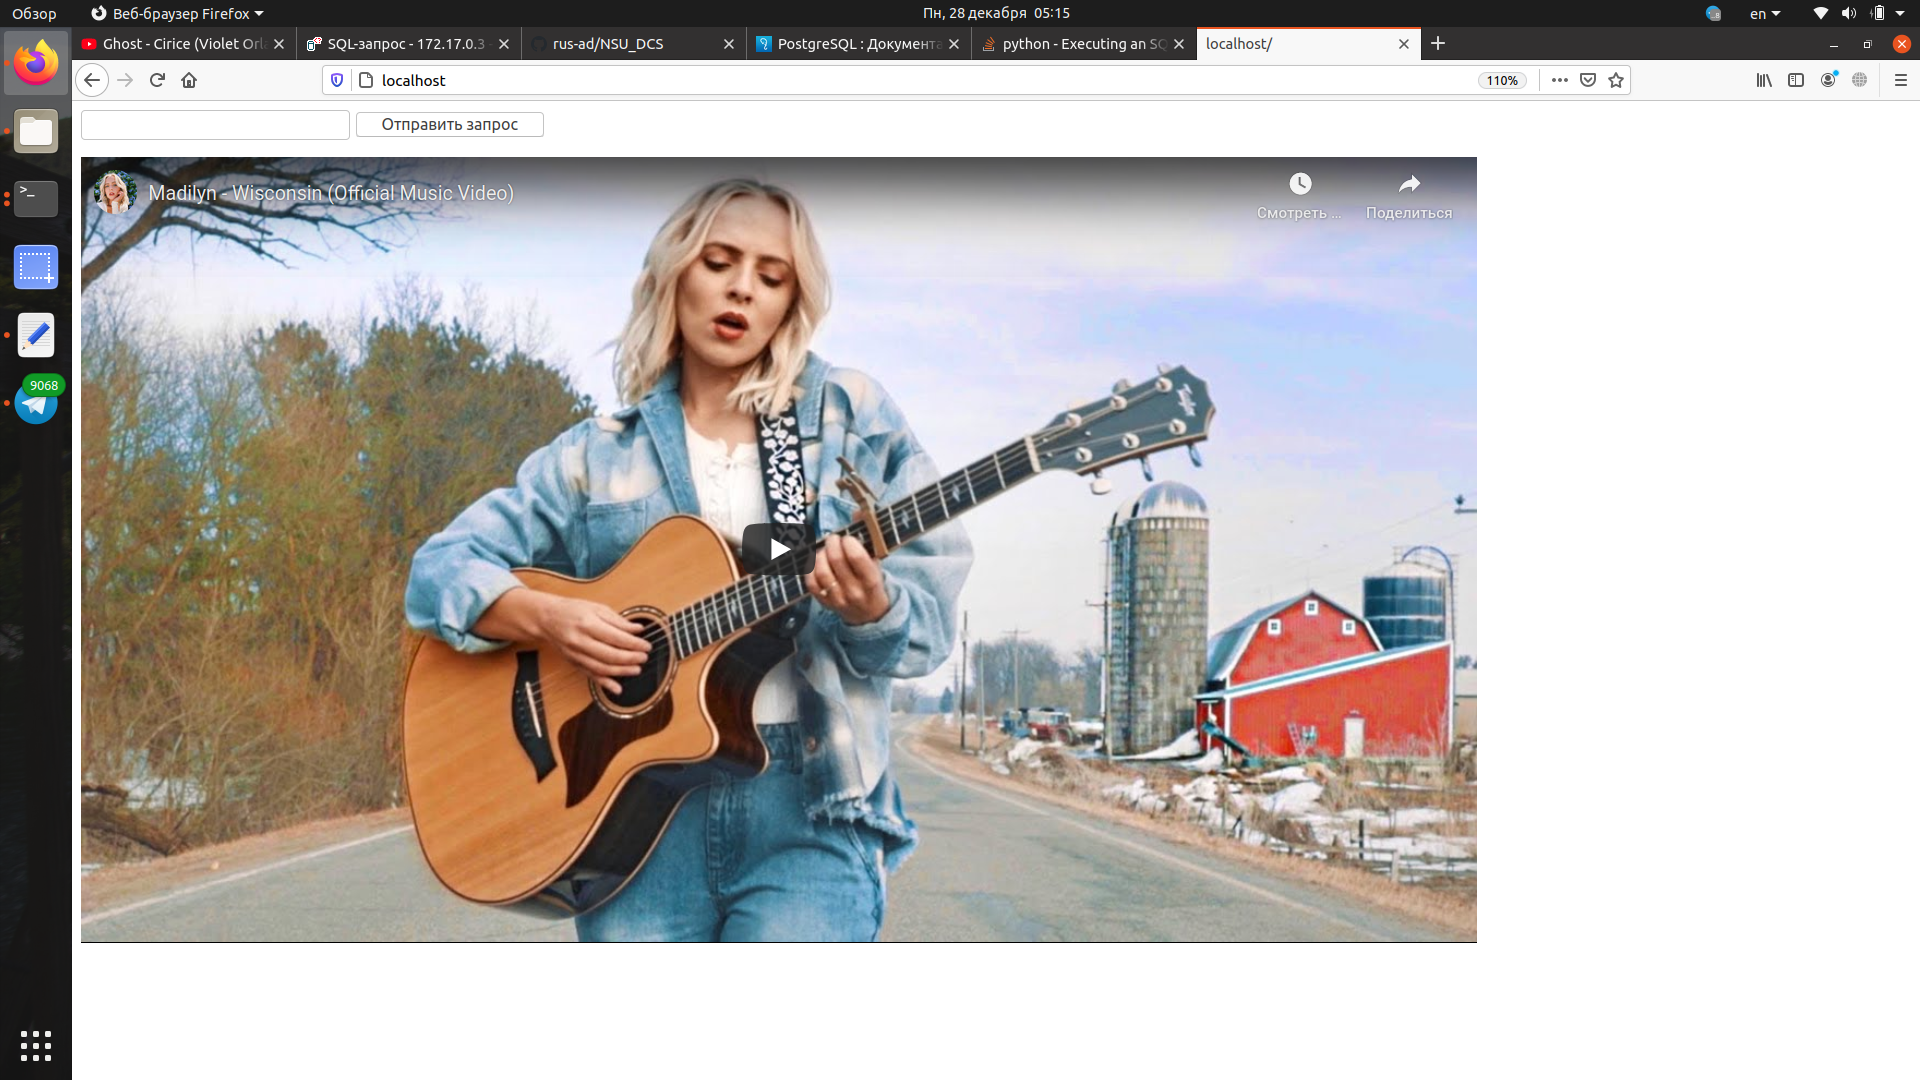 Обзор
Веб-браузер Firefox
Пн, 28 декабря 05:15
en
Ghost - Cirice (Violet Orl
SQL-запрос - 172.17.0.3 -
rus-ad/NSU_DCS
PostgreSQL : Документа
python - Executing an SQ
localhost/
localhost
110%
Отправить запрос
Madilyn - Wisconsin (Official Music Video)
Смотреть ...
Поделиться
9068